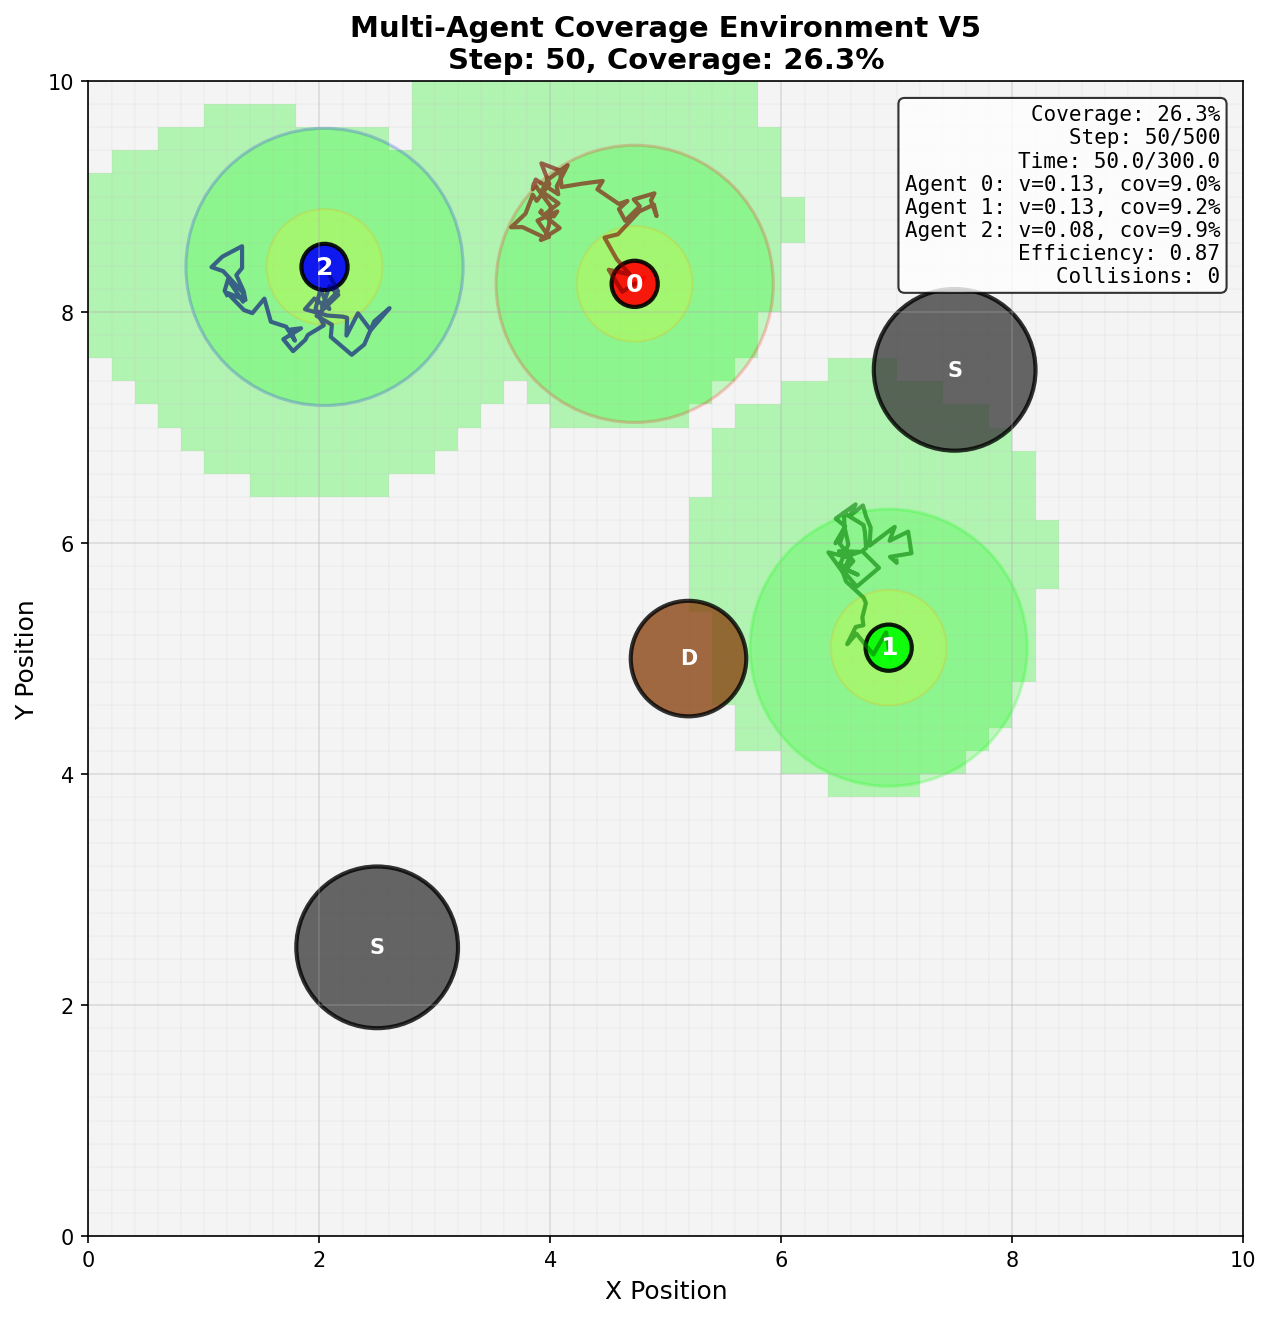 Multi-Agent Coverage Environment V5
Step: 50, Coverage: 26.3%
Coverage: 26.3%
Step: 50/500
Time: 50.0/300.0
Agent 0: v=0.13, cov=9.0%
Agent 1: v=0.13, cov=9.2%
Agent 2: v=0.08, cov=9.9%
Efficiency: 0.87
Collisions: 0
10
8
6
4
2
0
Y Position
2
0
S
1
D
S
0
2
4
6
8
10
X Position